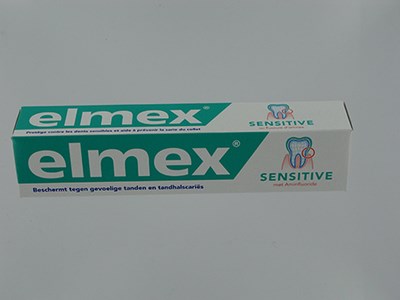 elmex®
SENSITIVE
Protège contre les dents sensibles et aide à prévenir la carie du collet
elmex®
SENSITIVE
met Aminfluoride
Beschermt tegen gevoelige tanden en tandhalscariës